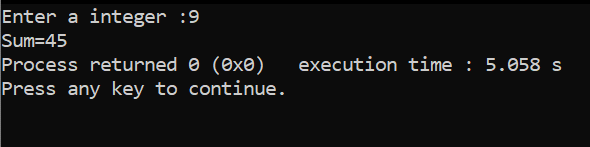 Enter a integer :9
Sum=45
Process returned 0 (0x0)   execution time : 5.058 s
Press any key to continue.